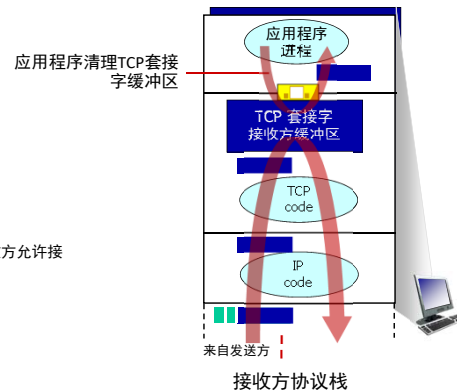 应用程序
进程
应用程序清理TCP套接
字缓冲区
TCP 套接字
接收方缓冲区
TCP
code
方允许接
IP
code
来自发送方
接收方协议栈